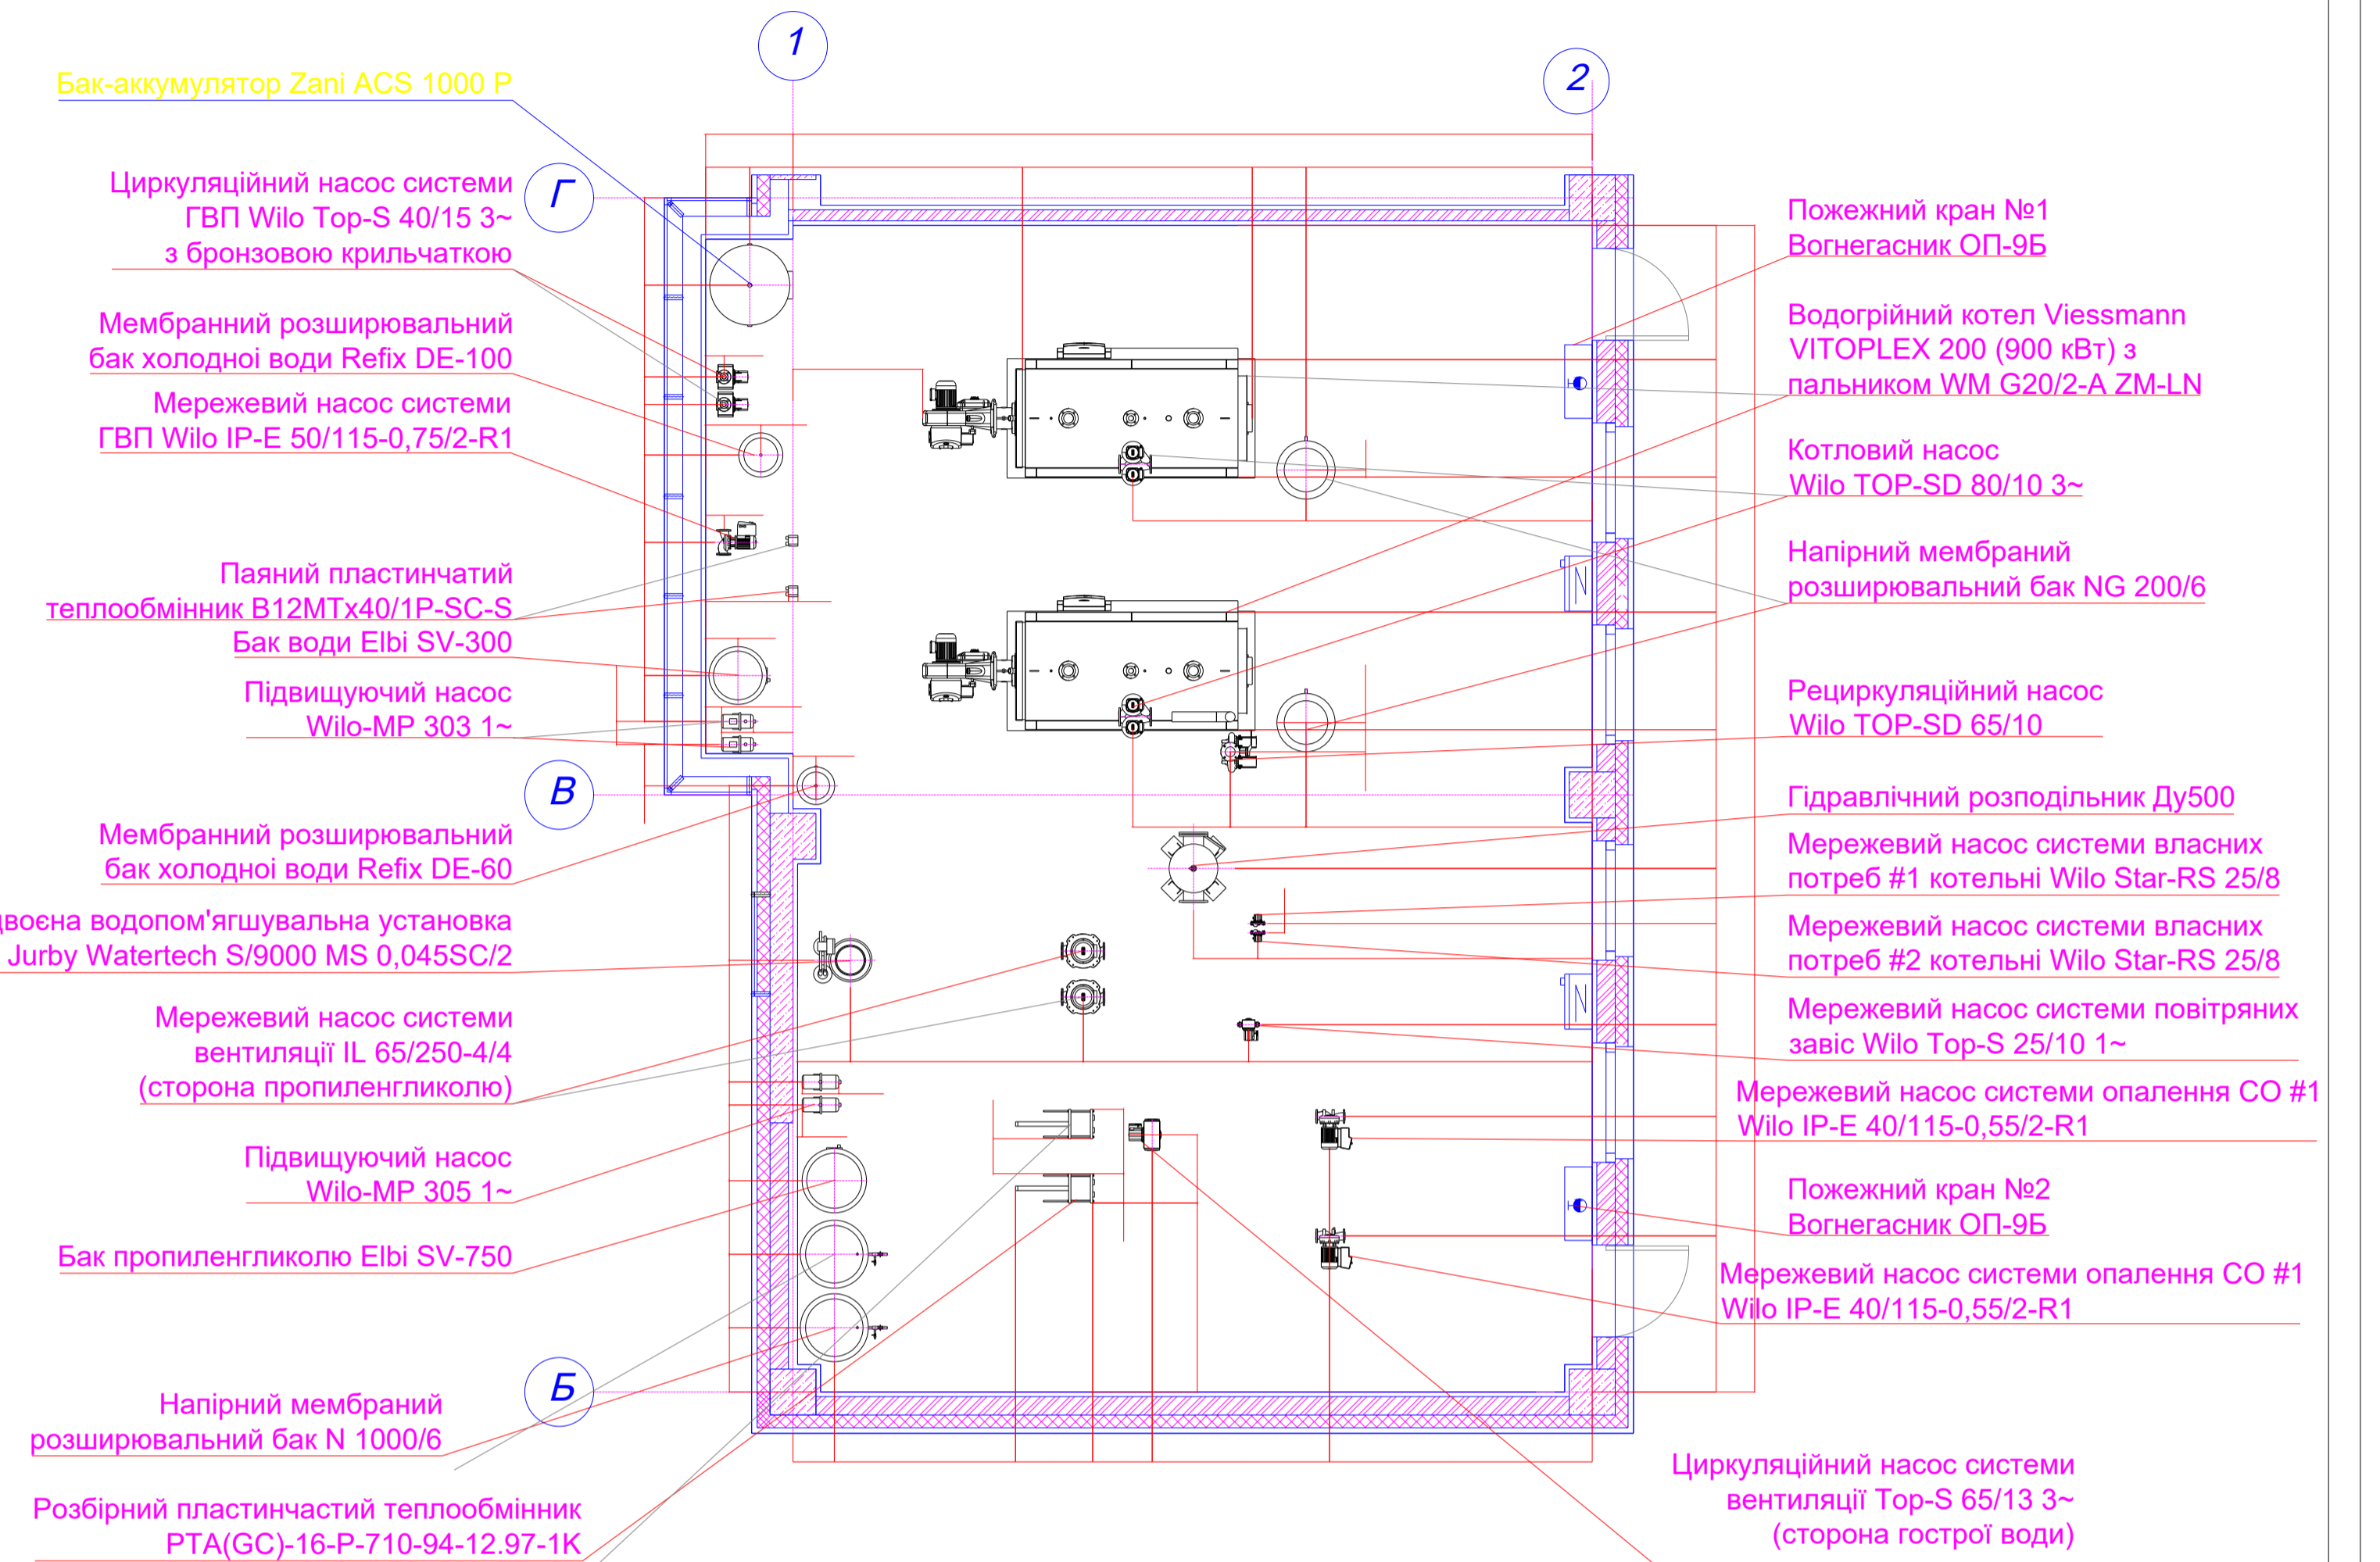 1
2
Бак-аккумулятор Zani ACS 1000 P
Циркуляційний насос системи
ГВП Wilo Top-S 40/15 3~
з бронзовою крильчаткою
Г
Мембранний розширювальний
бак холодноі води Refix DE-100
Мережевий насос системи
ГВП Wilo IP-E 50/115-0,75/2-R1
Паяний пластинчатий
теплообмінник B12MTx40/1P-SC-S
Бак води Elbi SV-300
Підвищуючий насос
Wilo-MP 303 1~
В
Мембранний розширювальний
бак холодноі води Refix DE-60
двоєна водопом'ягшувальна установка
Jurby Watertech S/9000 MS 0,045SC/2
Мережевий насос системи
вентиляції IL 65/250-4/4
(сторона пропиленгликолю)
Підвищуючий насос
Wilo-MP 305 1~
Бак пропиленгликолю Elbi SV-750
Б
Напірний мембраний
розширювальний бак N 1000/6
Розбірний пластинчастий теплообмінник
РТА(GC)-16-P-710-94-12.97-1K
Пожежний кран №1
Вогнегасник ОП-9Б
Водогрійний котел Viessmann
VITOPLEX 200 (900 кВт) з
пальником WM G20/2-A ZM-LN
Котловий насос
Wilo TOP-SD 80/10 3~
Напірний мембраний
розширювальний бак NG 200/6
Рециркуляційний насос
Wilo TOP-SD 65/10
Гідравлічний розподільник Ду500
Мережевий насос системи власних
потреб #1 котельні Wilo Star-RS 25/8
Мережевий насос системи власних
потреб #2 котельні Wilo Star-RS 25/8
Мережевий насос системи повітряних
завіс Wilo Top-S 25/10 1~
Мережевий насос системи опалення СО #1
Wilo IP-E 40/115-0,55/2-R1
Пожежний кран №2
Вогнегасник ОП-9Б
Мережевий насос системи опалення СО #1
Wilo IP-E 40/115-0,55/2-R1
Циркуляційний насос системи
вентиляції Top-S 65/13 3~
(сторона гострої води)